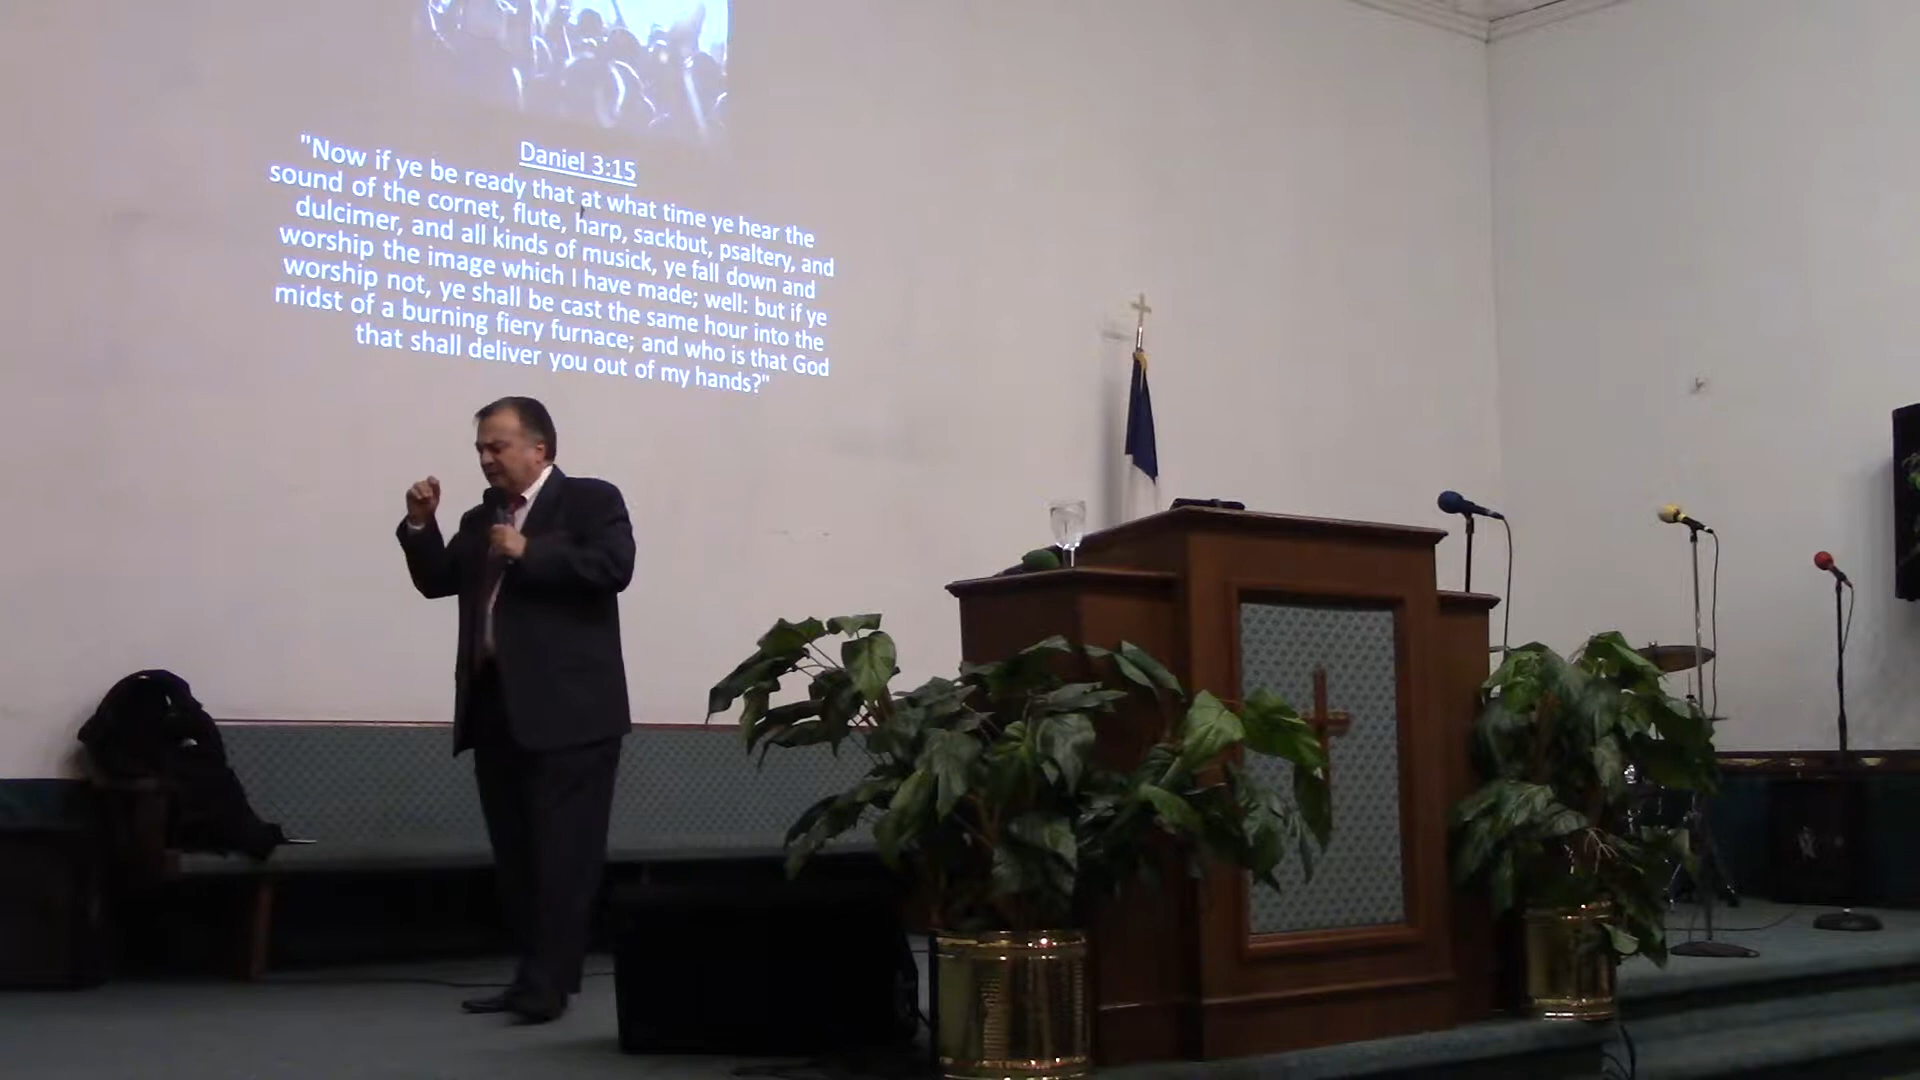 Daniel 3:15
"Now if ye be ready that at what time ye hear the
sound of the cornet, flute, harp, sackbut, psaltery, and
dulcimer, and all kinds of musick, ye fall down and
worship the image which I have made; well: but if ye
worship not, ye shall be cast the same hour into the
midst of a burning fiery furnace; and who is that God
that shall deliver you out of my hands?"